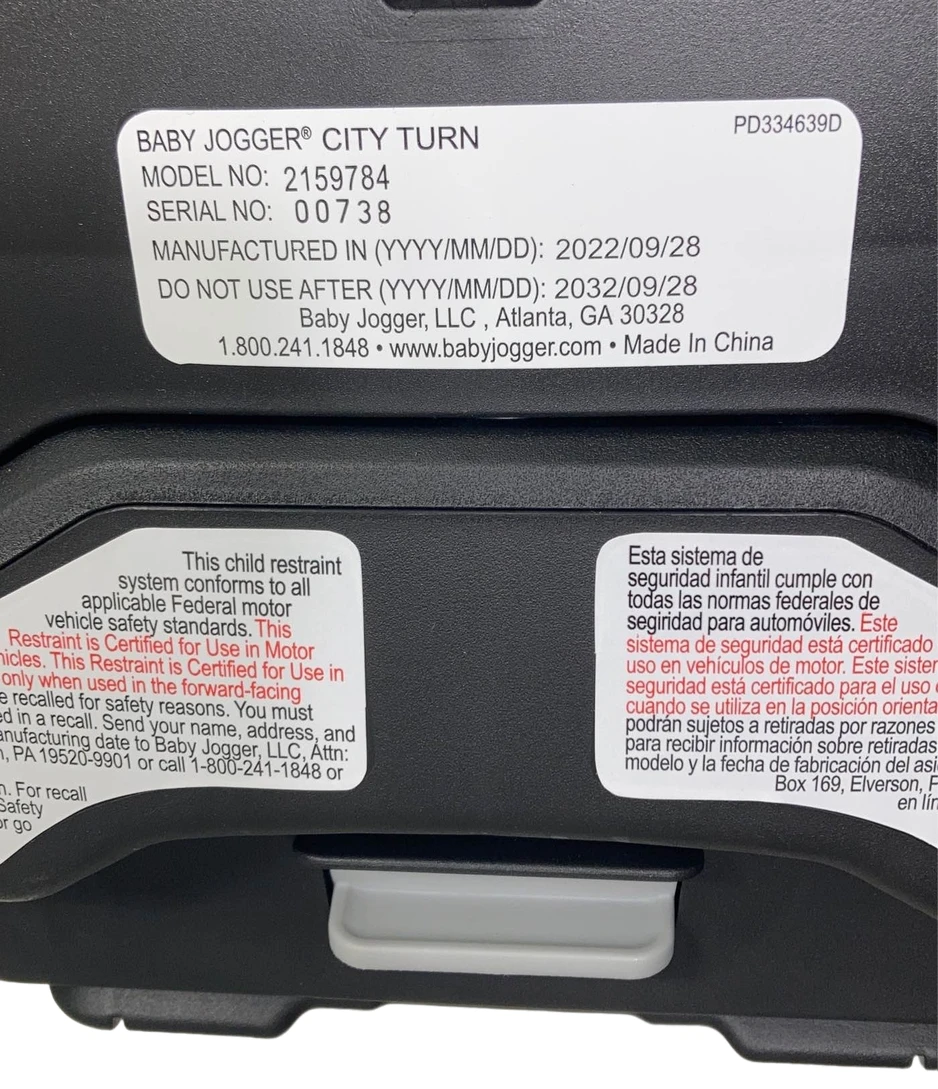 BABY JOGGER® CITY TURN
PD334639D
MODEL NO: 2159784
SERIAL NO: 00738
MANUFACTURED IN (YYYY/MM/DD): 2022/09/28
DO NOT USE AFTER (YYYY/MM/DD): 2032/09/28
Baby Jogger, LLC , Atlanta, GA 30328
1.800.241.1848 • www.babyjogger.com • Made In China
This child restraint
system conforms to all
applicable Federal motor
vehicle safety standards. This
Restraint is Certified for Use in Motor
This Restraint is Certified for Use in
only when used in the forward-facing
recalled for safety reasons. You must
in a recall. Send your name, address, and
date to Baby Jogger, LLC, Attn:
PA 19520-9901 or call 1-800-241-1848 or
For recall
Safety
or go
Esta sistema de
seguridad infantil cumple con
todas las normas federales de
segiridad para automóviles. Este
sistema de seguridad está certificado
uso en vehículos de motor. Este
seguridad está certificado para el uso
cuando se utiliza en la posición
podrán sujetos a retiradas por razones
para recibir información sobre retiradas
modelo y la fecha de fabricación del
Box 169, Elverson,
en